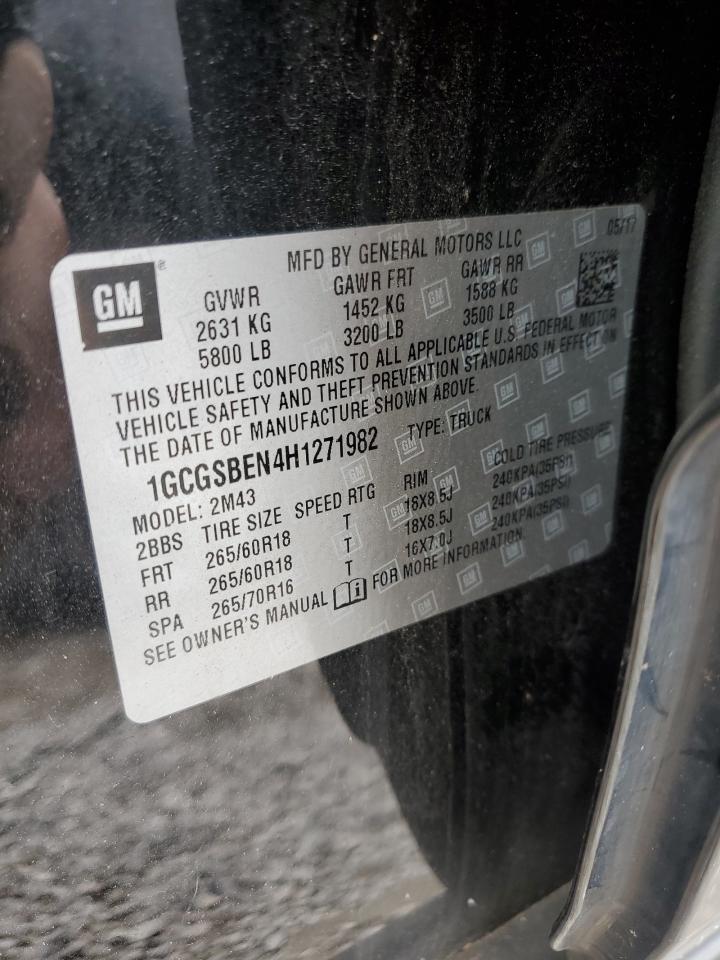 MFD BY GENERAL MOTORS LLC 05/17
GM ®
GVWR GAWR FRT GAWR RR
2631 KG 1452 KG 1588 KG
5800 LB 3200 LB 3500 LB
THIS VEHICLE CONFORMS TO ALL APPLICABLE U.S. FEDERAL MOTOR
VEHICLE SAFETY AND THEFT PREVENTION STANDARDS IN EFFECT ON
THE DATE OF MANUFACTURE SHOWN ABOVE.
1GCGSBEN4H1271982 TYPE: TRUCK
MODEL: 2M43
2BBS TIRE SIZE SPEED RTG RIM COLD TIRE PRESSURE
FRT 265/60R18 T 18X8.5J 240KPA(35PSI)
RR 265/60R18 T 18X8.5J 240KPA(35PSI)
SPA 265/70R16 T 16X7.0J 240KPA(35PSI)
SEE OWNER'S MANUAL i FOR MORE INFORMATION.